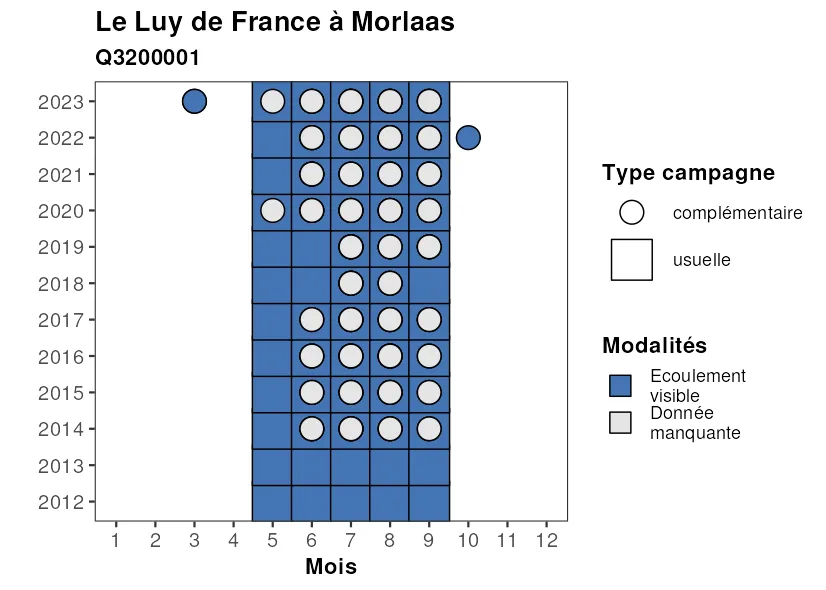 Le Luy de France à Morlaas
Q3200001
2023
2022
2021
2020
2019
2018
2017
2016
2015
2014
2013
2012
1 2 3 4 5 6 7 8 9 10 11 12
Mois
Type campagne
complémentaire
usuelle
Modalités
Ecoulement
visible
Donnée
manquante